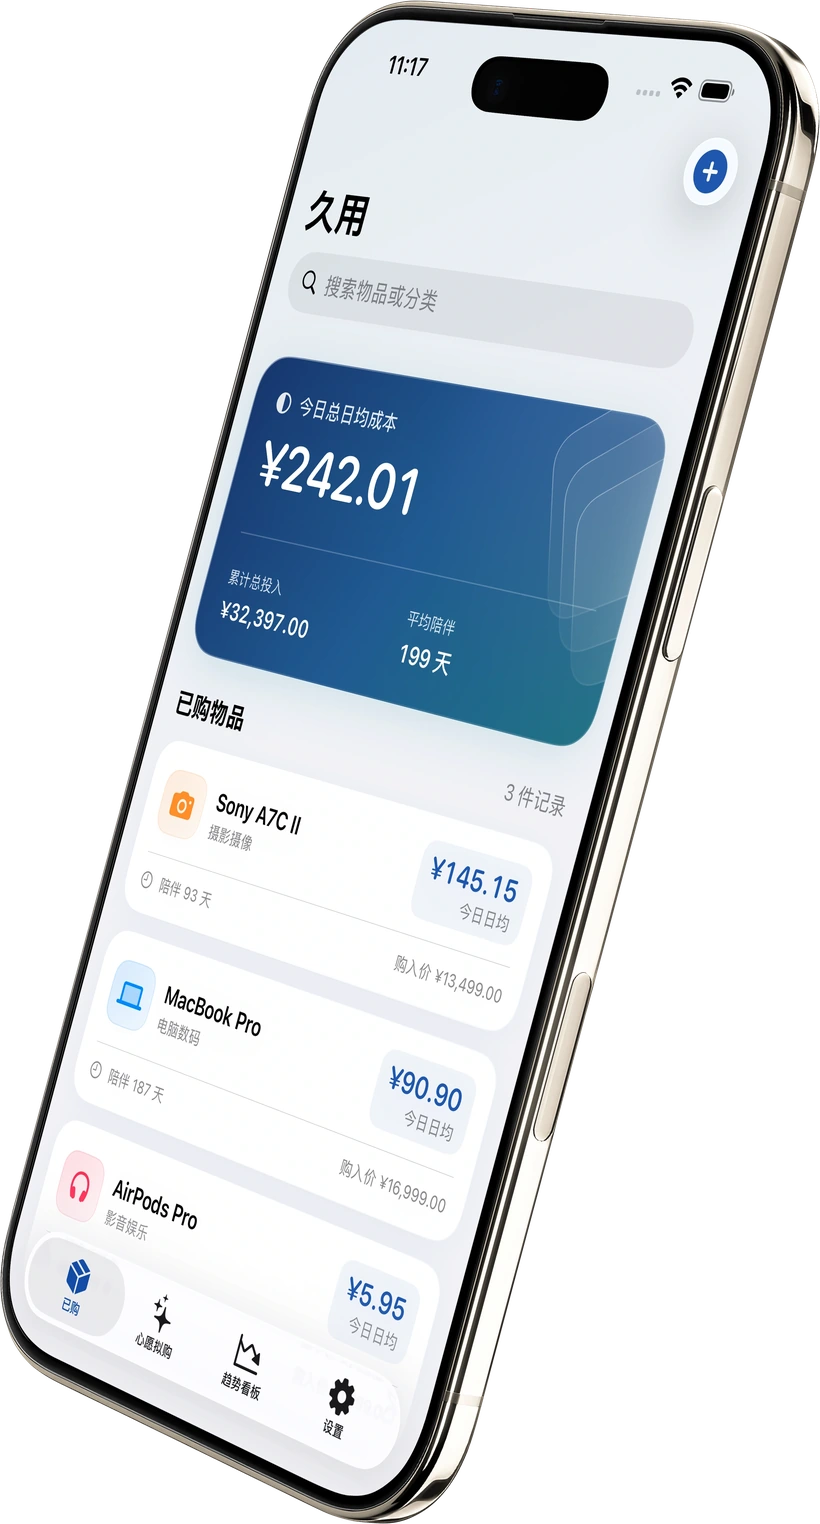 11:17
久用
搜索物品或分类
今日总日均成本
¥242.01
累计总投入
¥32,397.00
平均陪伴
199 天
已购物品
3 件记录
Sony A7C II
摄影摄像
¥145.15
今日日均
陪伴 93 天
购入价 ¥13,499.00
MacBook Pro
电脑数码
¥90.90
今日日均
陪伴 187 天
购入价 ¥16,999.00
AirPods Pro
影音娱乐
¥5.95
今日日均
已购
心愿拟购
趋势看板
设置